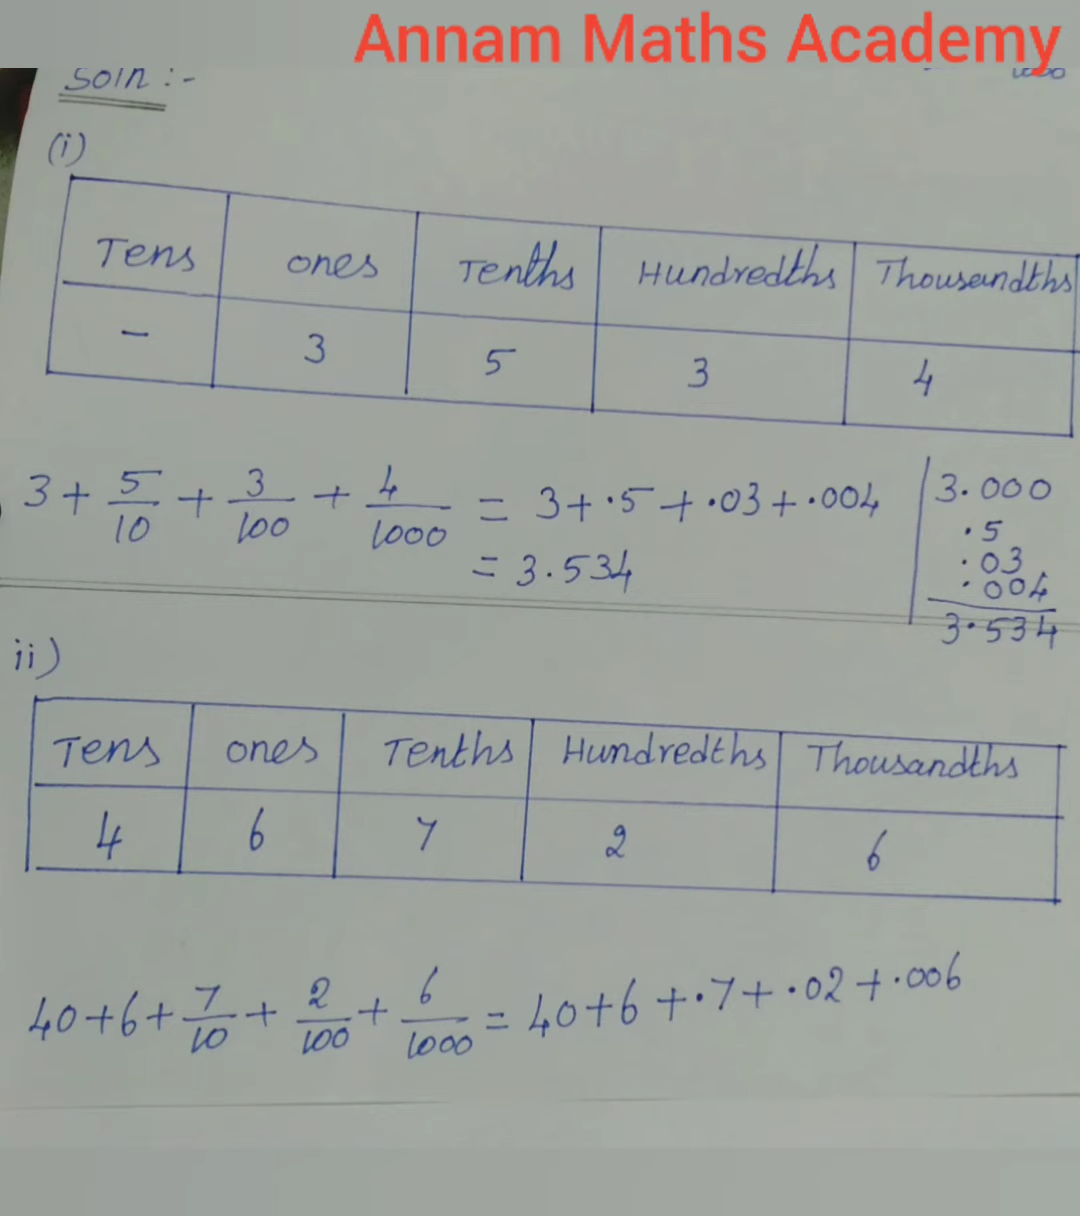 Annam Maths Academy
Soln :-
1000
(i)
Tens ones Tenths Hundredths Thousandths
- 3 5 3 4
3 + 5/10 + 3/100 + 4/1000 = 3 + .5 + .03 + .004
= 3.534
3.000
.5
.03
.004
3.534
ii)
Tens ones Tenths Hundredths Thousandths
4 6 7 2 6
40 + 6 + 7/10 + 2/100 + 6/1000 = 40 + 6 + .7 + .02 + .006